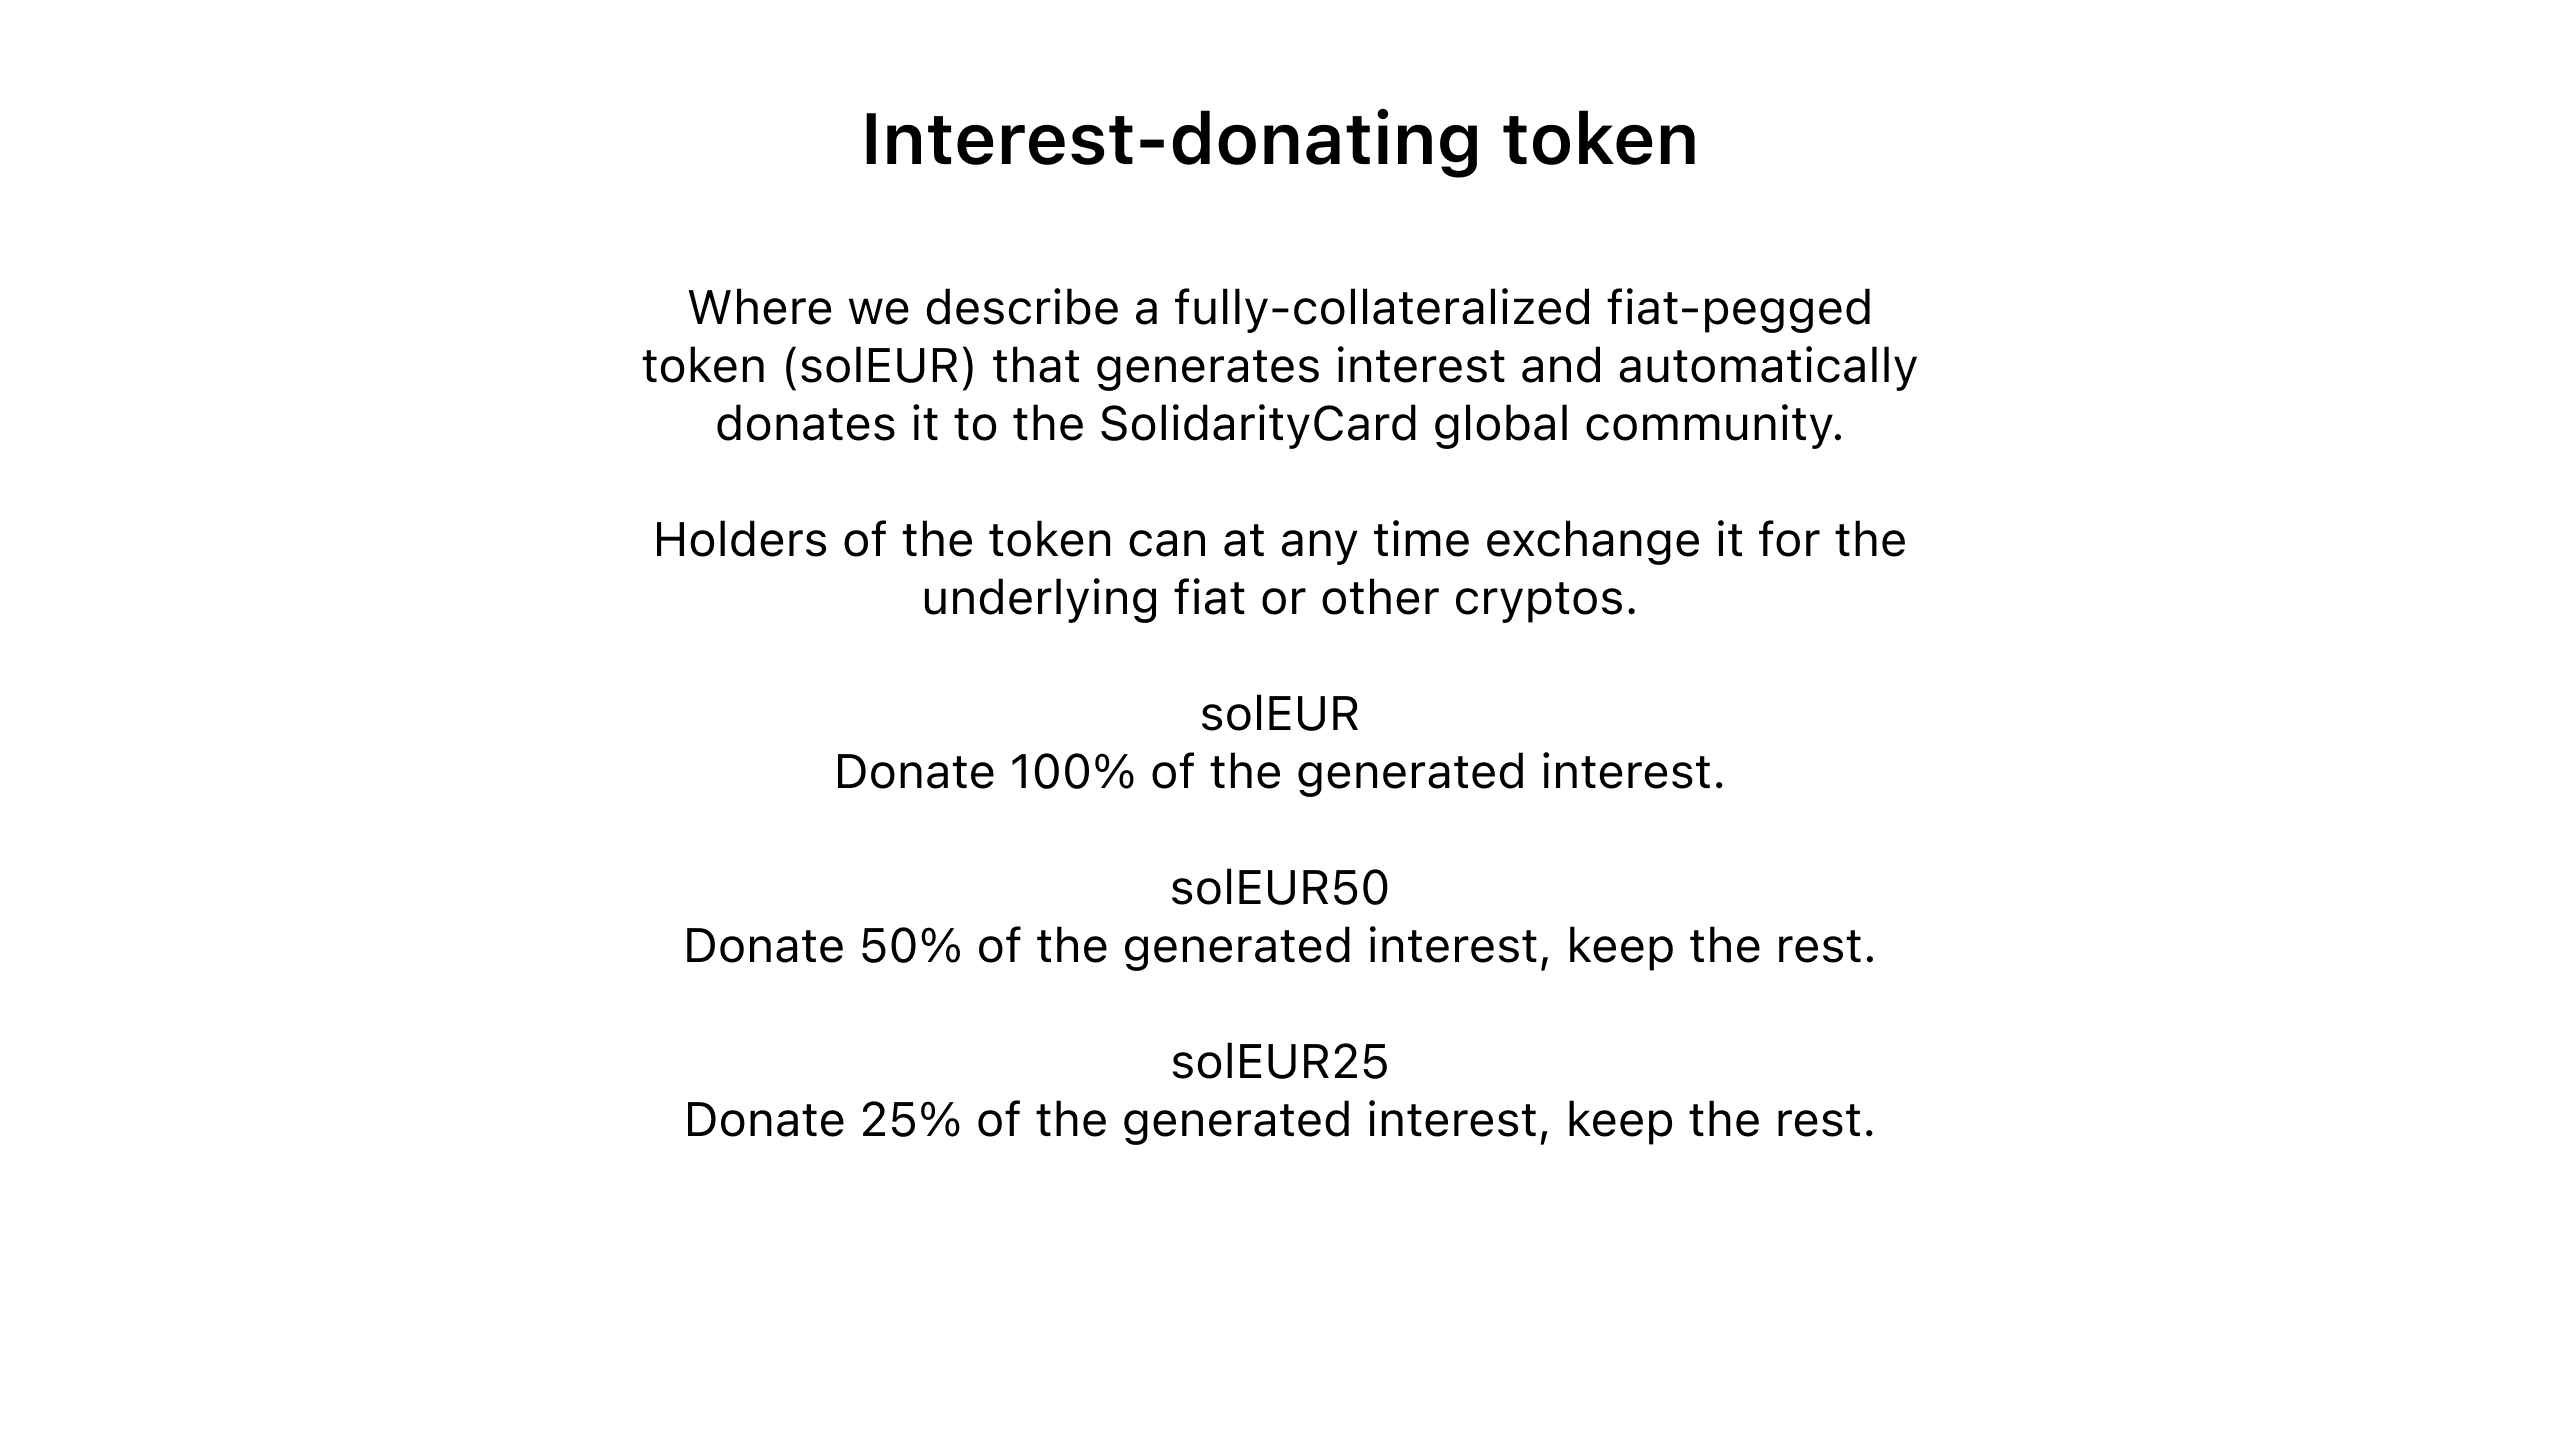 Interest-donating token
Where we describe a fully-collateralized fiat-pegged
token (solEUR) that generates interest and automatically
donates it to the SolidarityCard global community.
Holders of the token can at any time exchange it for the
underlying fiat or other cryptos.
solEUR
Donate 100% of the generated interest.
solEUR50
Donate 50% of the generated interest, keep the rest.
solEUR25
Donate 25% of the generated interest, keep the rest.